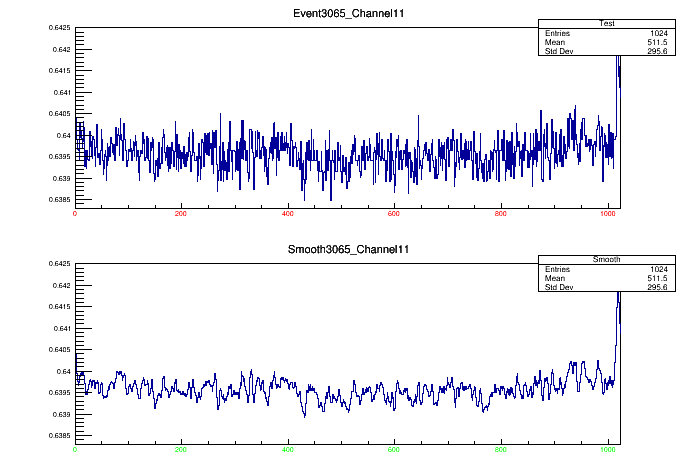 Event3065_Channel11
Test
Entries 1024
Mean 511.5
Std Dev 295.6
0.6425
0.642
0.6415
0.641
0.6405
0.64
0.6395
0.639
0.6385
0 200 400 600 800 1000
Smooth3065_Channel11
Smooth
Entries 1024
Mean 511.5
Std Dev 295.6
0.6425
0.642
0.6415
0.641
0.6405
0.64
0.6395
0.639
0.6385
0 200 400 600 800 1000